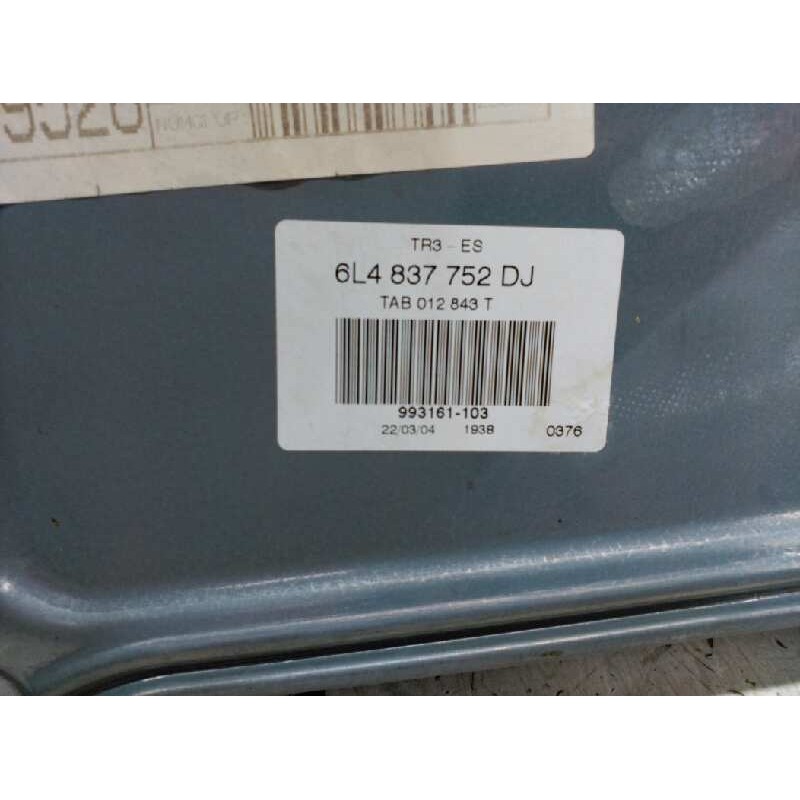 TR3 - ES
6L4 837 752 DJ
TAB 012 843 T
993161-103
22/03/04 1938 0376